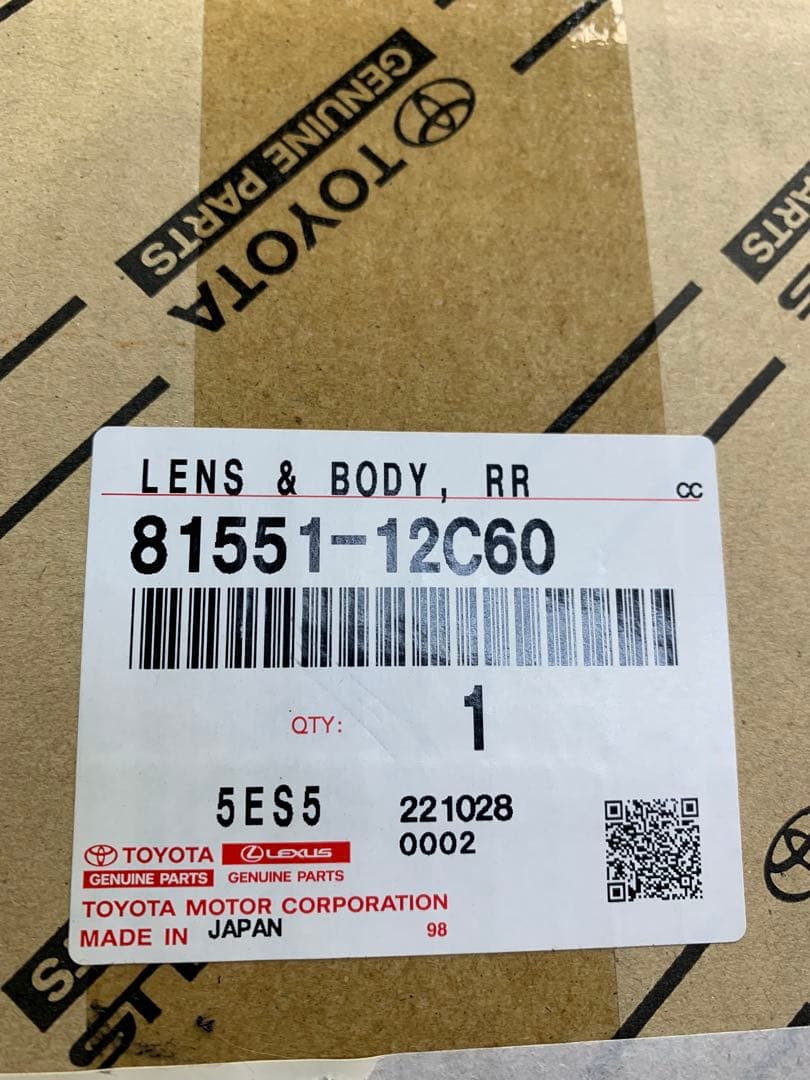 GENUINE PARTS
TOYOTA
PARTS
LENS & BODY, RR
CC
81551-12C60
QTY: 1
5ES5
221028
0002
TOYOTA LEXUS
GENUINE PARTS GENUINE PARTS
TOYOTA MOTOR CORPORATION
MADE IN JAPAN
98